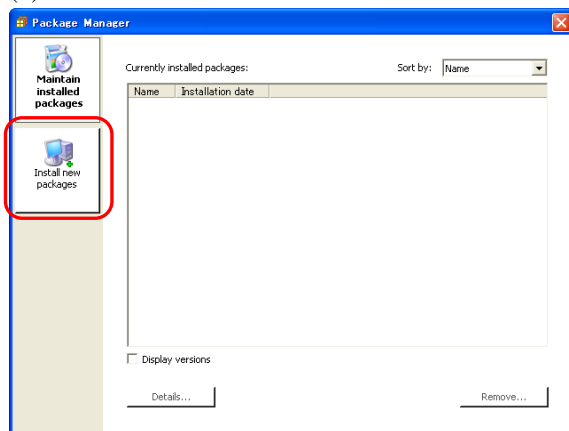 Package Manager
Maintain
installed
packages
Currently installed packages:
Sort by:
Name
Name
Installation date
Install new
packages
Display versions
Details...
Remove...